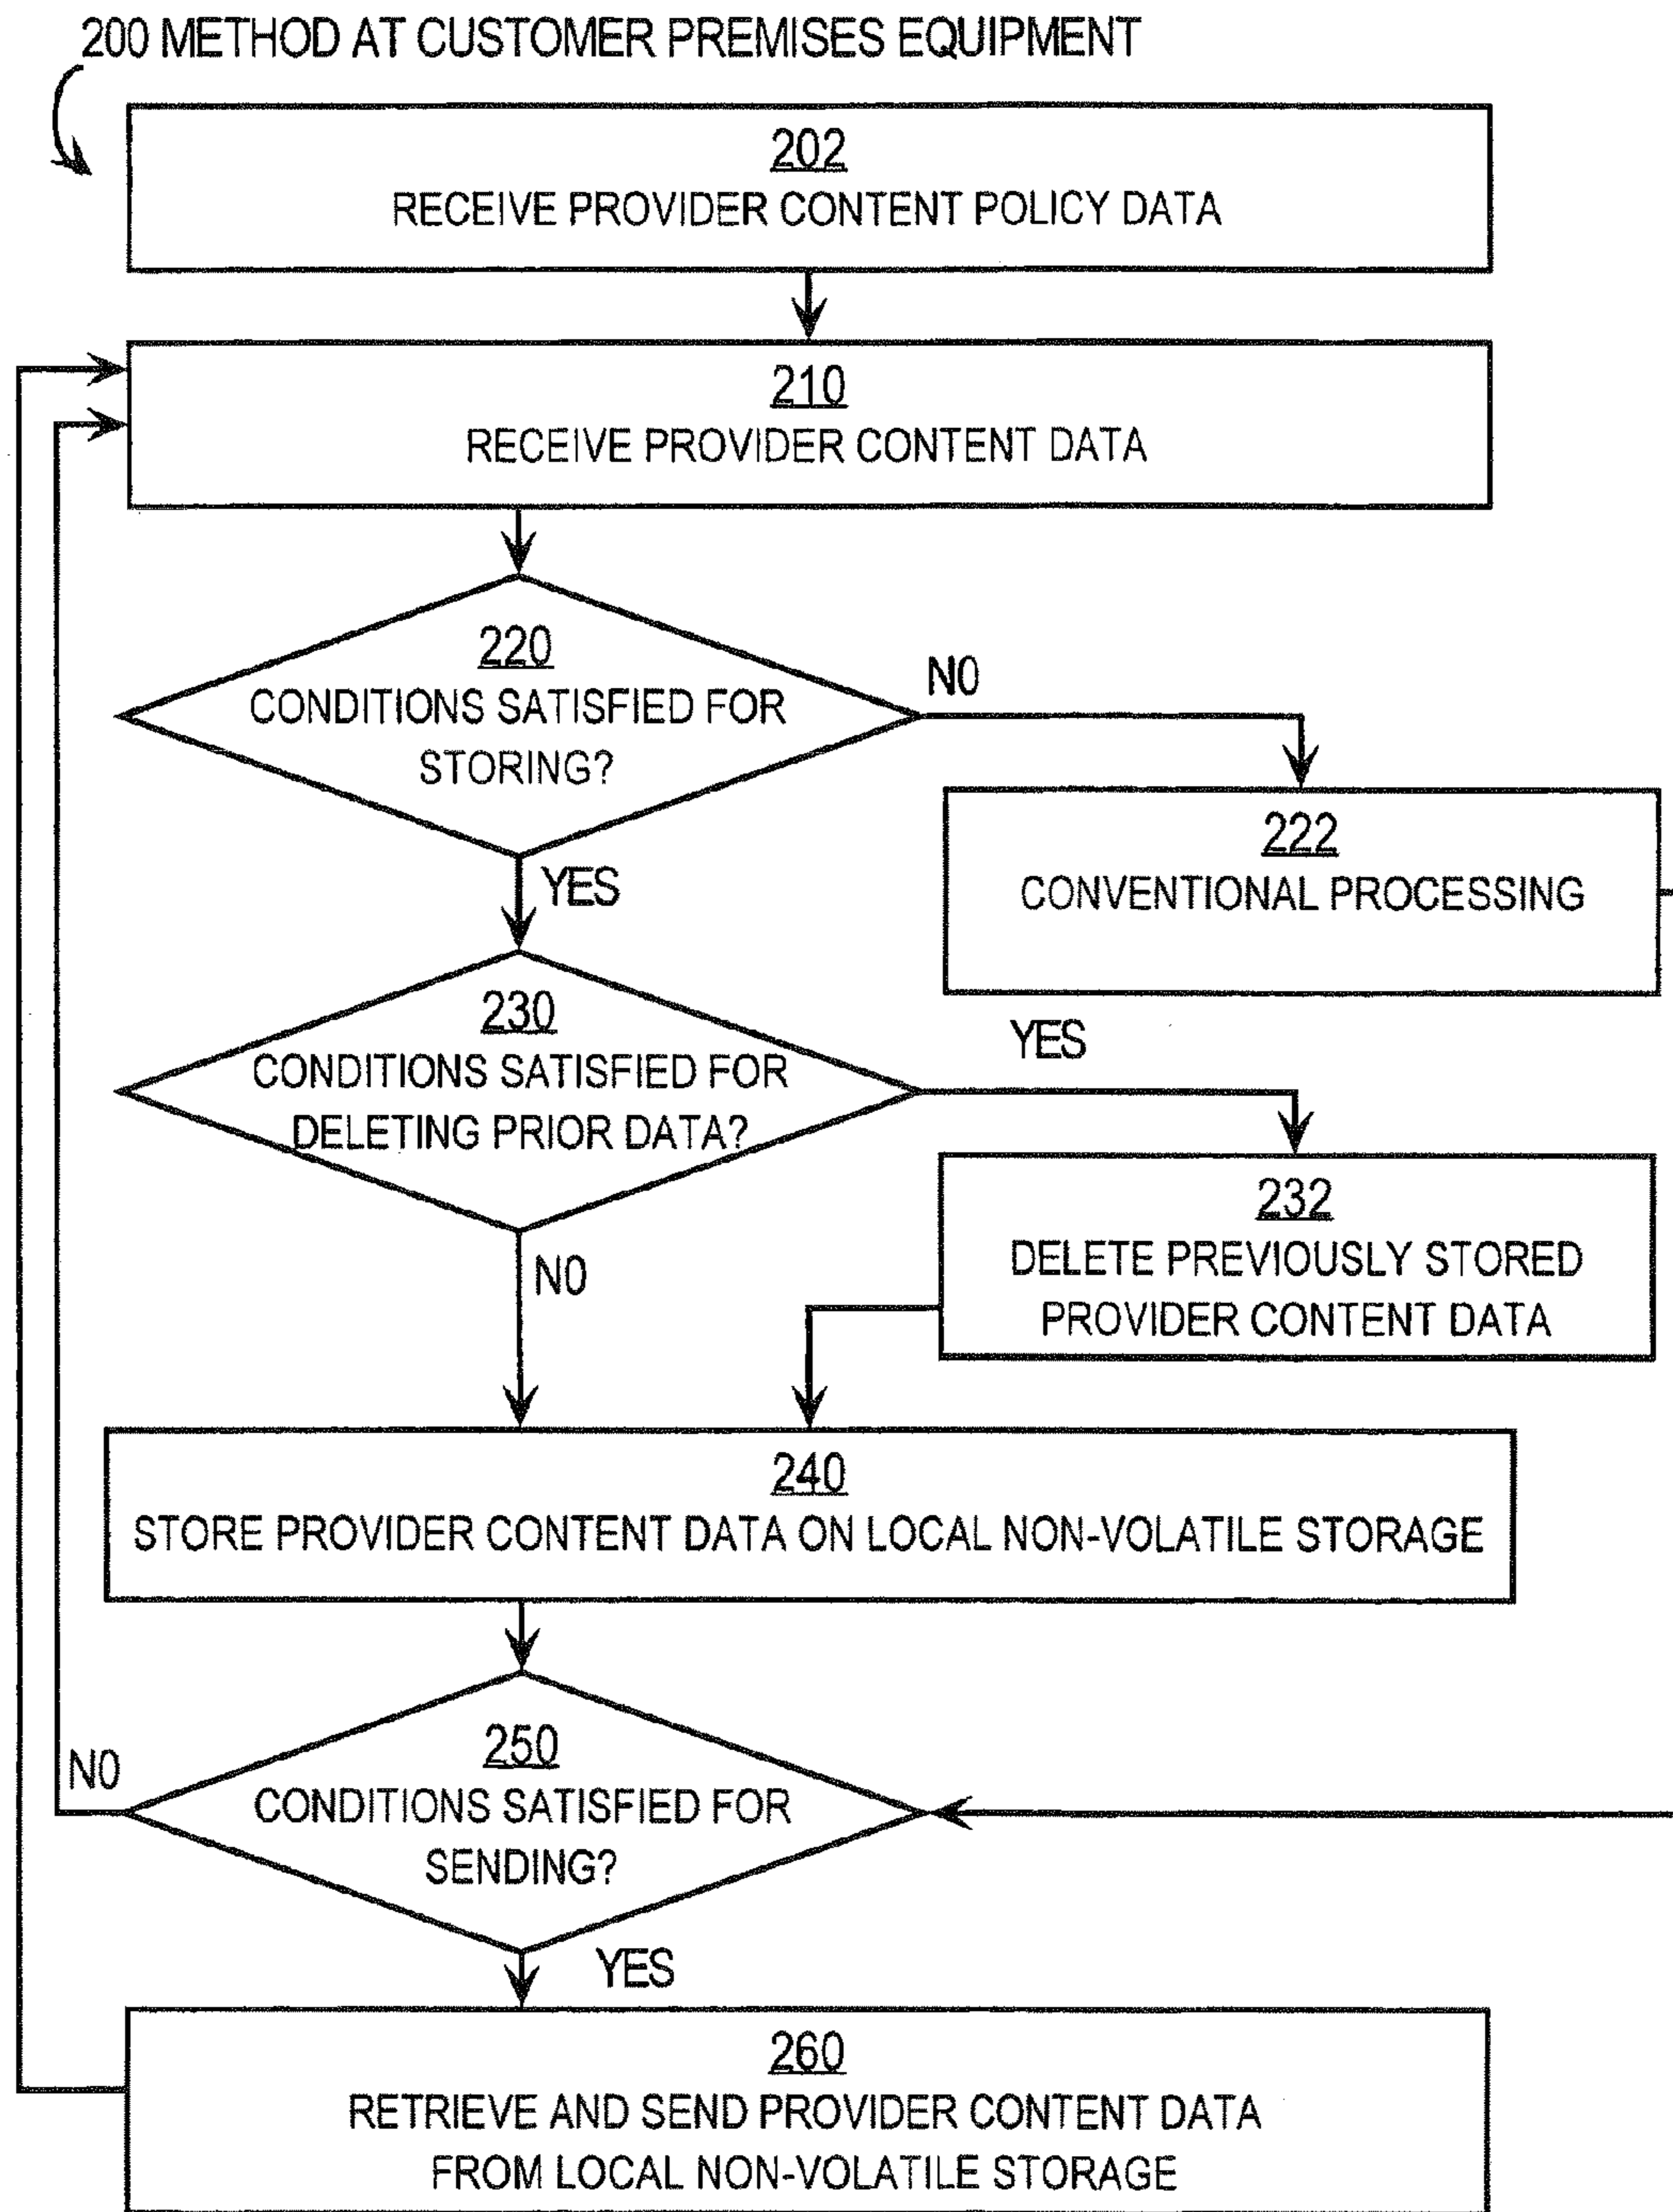 200 METHOD AT CUSTOMER PREMISES EQUIPMENT
202
RECEIVE PROVIDER CONTENT POLICY DATA
210
RECEIVE PROVIDER CONTENT DATA
220
CONDITIONS SATISFIED FOR
STORING?
NO
222
CONVENTIONAL PROCESSING
YES
230
CONDITIONS SATISFIED FOR
DELETING PRIOR DATA?
YES
232
DELETE PREVIOUSLY STORED
PROVIDER CONTENT DATA
NO
240
STORE PROVIDER CONTENT DATA ON LOCAL NON-VOLATILE STORAGE
250
CONDITIONS SATISFIED FOR
SENDING?
NO
YES
260
RETRIEVE AND SEND PROVIDER CONTENT DATA
FROM LOCAL NON-VOLATILE STORAGE